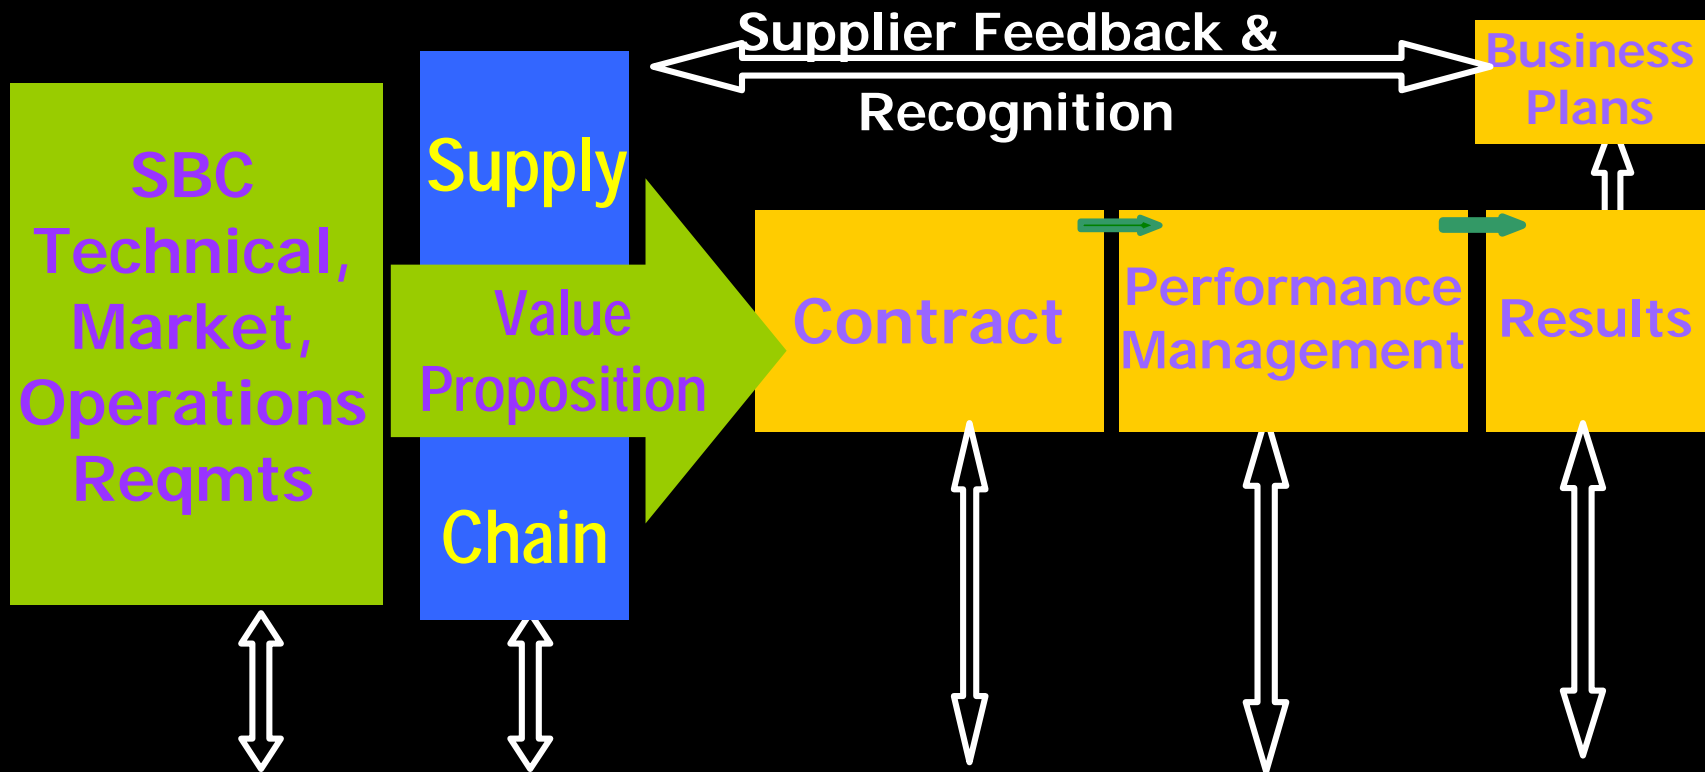 SBC
Technical,
Market,
Operations
Reqmts
Supply
Chain
Value
Proposition
Supplier Feedback &
Recognition
Business
Plans
Contract
Performance
Management
Results